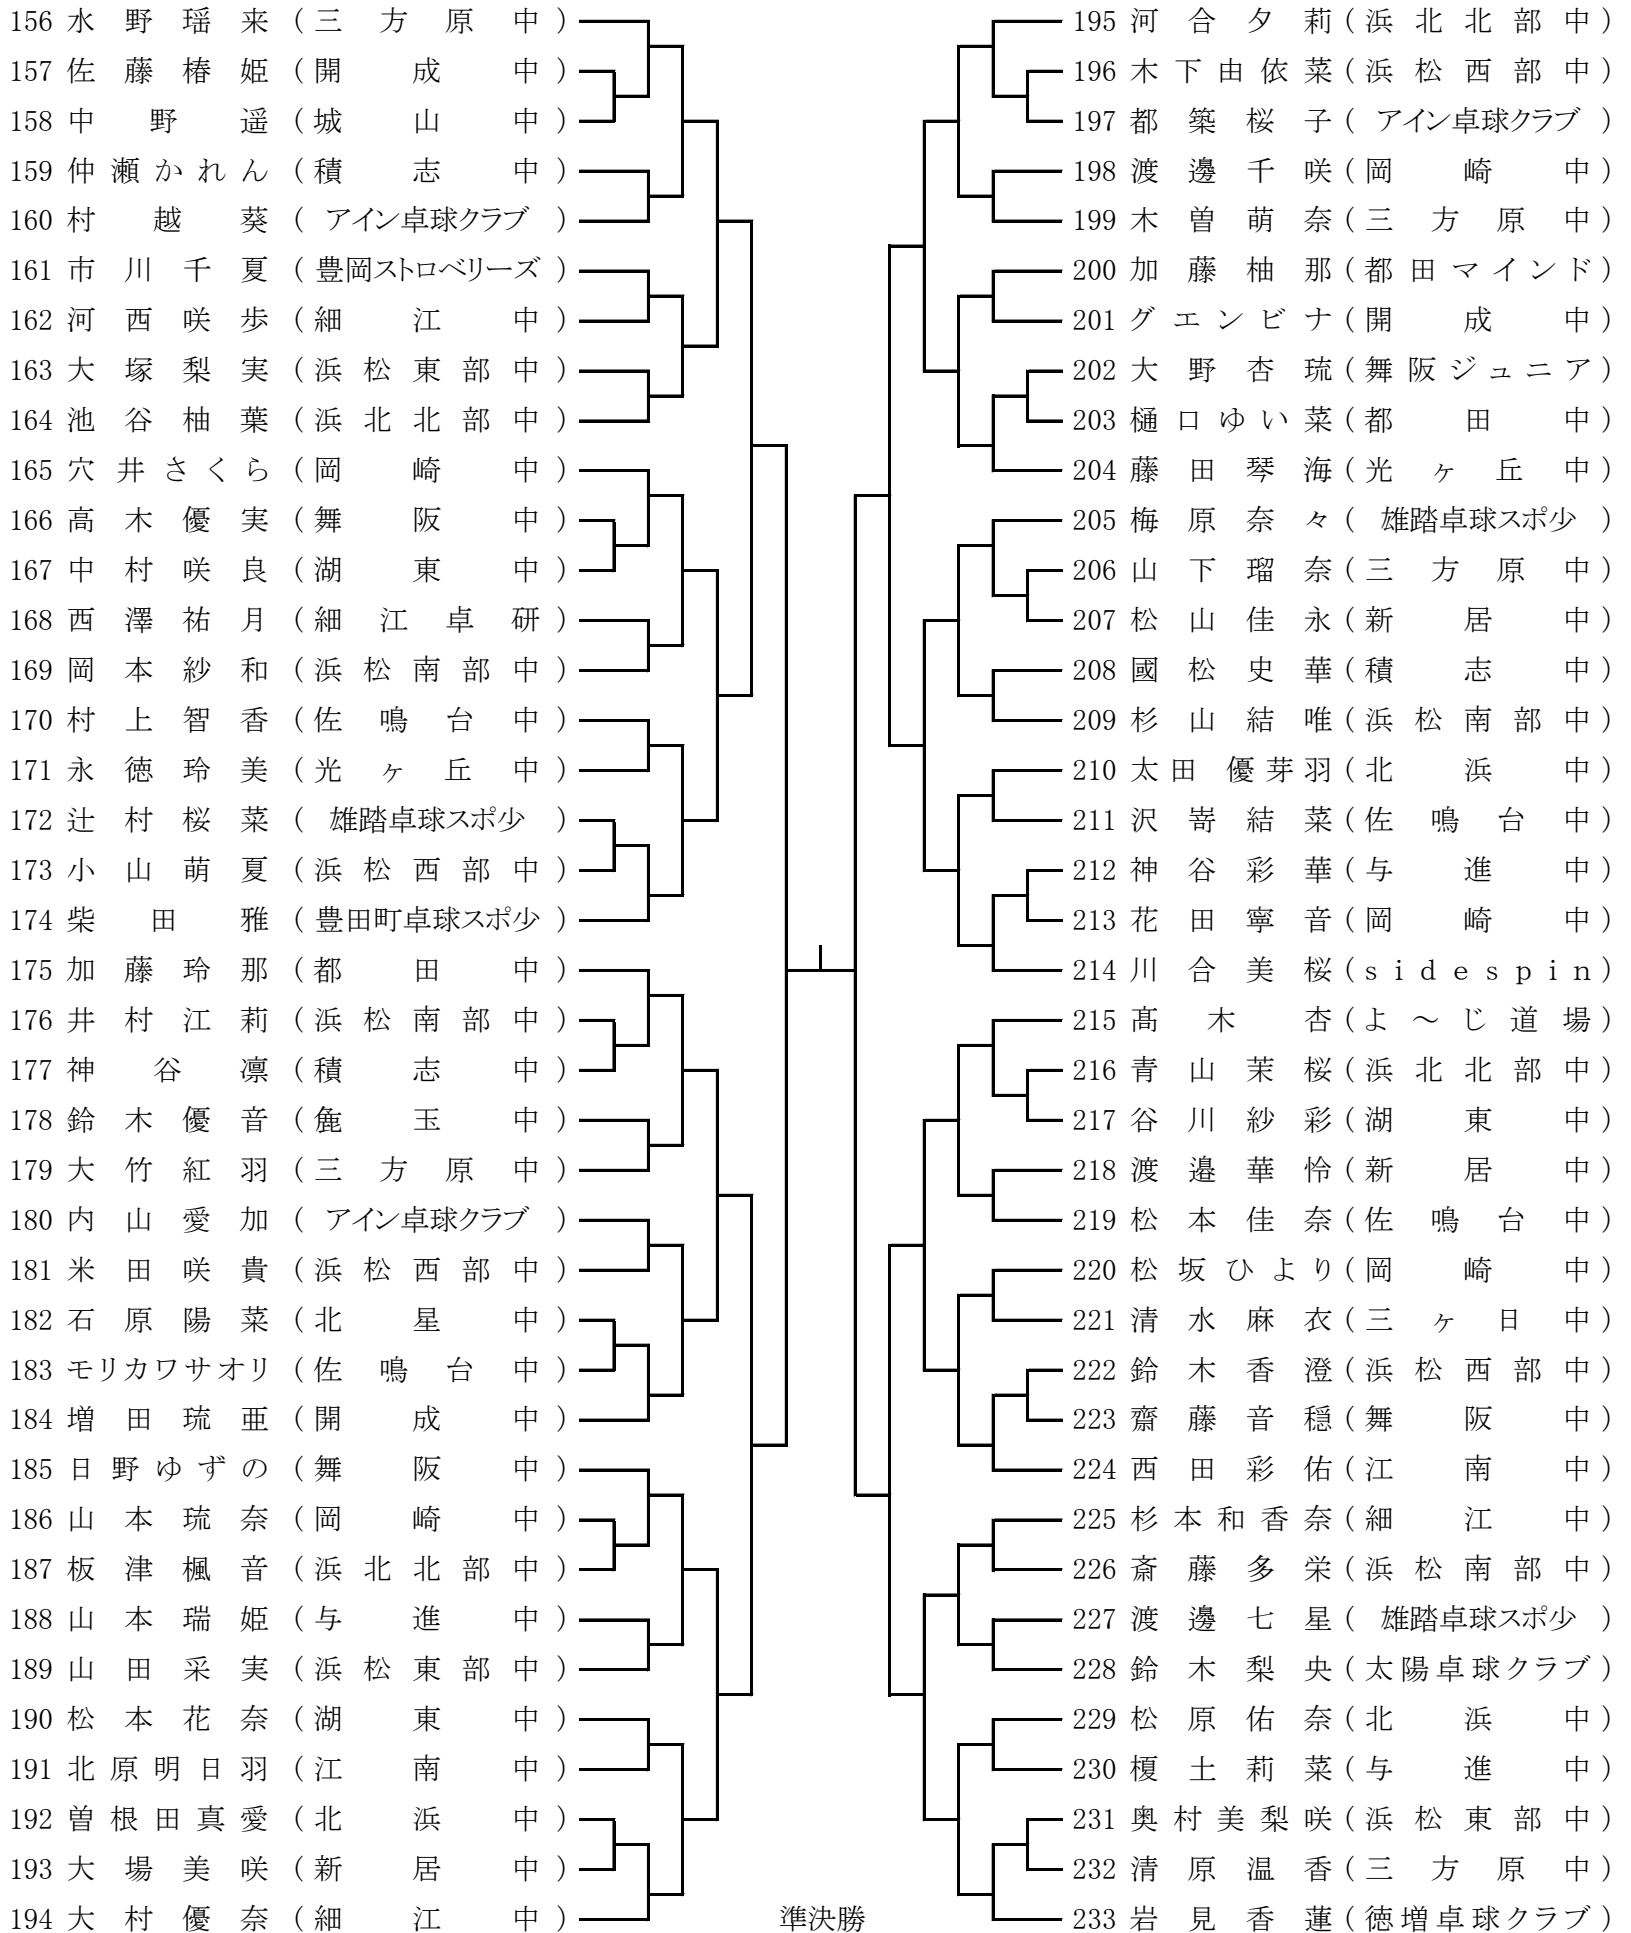 156 水野瑶来 (三方原中)
157 佐藤椿姫 (開成中)
158 中野遥 (城山中)
159 仲瀬かれん (積志中)
160 村越葵 (アイン卓球クラブ)
161 市川千夏 (豊岡ストロベリーズ)
162 河西咲歩 (細江中)
163 大塚梨実 (浜松東部中)
164 池谷柚葉 (浜北北部中)
165 穴井さくら (岡崎中)
166 高木優実 (舞阪中)
167 中村咲良 (湖東中)
168 西澤祐月 (細江卓研)
169 岡本紗和 (浜松南部中)
170 村上智香 (佐鳴台中)
171 永徳玲美 (光ヶ丘中)
172 辻村桜菜 (雄踏卓球スポ少)
173 小山萌夏 (浜松西部中)
174 柴田雅 (豊田町卓球スポ少)
175 加藤玲那 (都田中)
176 井村江莉 (浜松南部中)
177 神谷凛 (積志中)
178 鈴木優音 (麁玉中)
179 大竹紅羽 (三方原中)
180 内山愛加 (アイン卓球クラブ)
181 米田咲貴 (浜松西部中)
182 石原陽菜 (北星中)
183 モリカワサオリ (佐鳴台中)
184 増田琉亜 (開成中)
185 日野ゆずの (舞阪中)
186 山本琉奈 (岡崎中)
187 板津楓音 (浜北北部中)
188 山本瑞姫 (与進中)
189 山田采実 (浜松東部中)
190 松本花奈 (湖東中)
191 北原明日羽 (江南中)
192 曽根田真愛 (北浜中)
193 大場美咲 (新居中)
194 大村優奈 (細江中)
準決勝
195 河合夕莉 (浜北北部中)
196 木下由依菜 (浜松西部中)
197 都築桜子 (アイン卓球クラブ)
198 渡邊千咲 (岡崎中)
199 木曽萌奈 (三方原中)
200 加藤柚那 (都田マインド)
201 グエンビナ (開成中)
202 大野杏琉 (舞阪ジュニア)
203 樋口ゆい菜 (都田中)
204 藤田琴海 (光ヶ丘中)
205 梅原奈々 (雄踏卓球スポ少)
206 山下瑠奈 (三方原中)
207 松山佳永 (新居中)
208 國松史華 (積志中)
209 杉山結唯 (浜松南部中)
210 太田優芽羽 (北浜中)
211 沢嵜結菜 (佐鳴台中)
212 神谷彩華 (与進中)
213 花田寧音 (岡崎中)
214 川合美桜 (sidespin)
215 髙木杏 (よ～じ道場)
216 青山茉桜 (浜北北部中)
217 谷川紗彩 (湖東中)
218 渡邉華怜 (新居中)
219 松本佳奈 (佐鳴台中)
220 松坂ひより (岡崎中)
221 清水麻衣 (三ヶ日中)
222 鈴木香澄 (浜松西部中)
223 齋藤音穏 (舞阪中)
224 西田彩佑 (江南中)
225 杉本和香奈 (細江中)
226 斎藤多栄 (浜松南部中)
227 渡邊七星 (雄踏卓球スポ少)
228 鈴木梨央 (太陽卓球クラブ)
229 松原佑奈 (北浜中)
230 榎土莉菜 (与進中)
231 奥村美梨咲 (浜松東部中)
232 清原温香 (三方原中)
233 岩見香蓮 (徳増卓球クラブ)